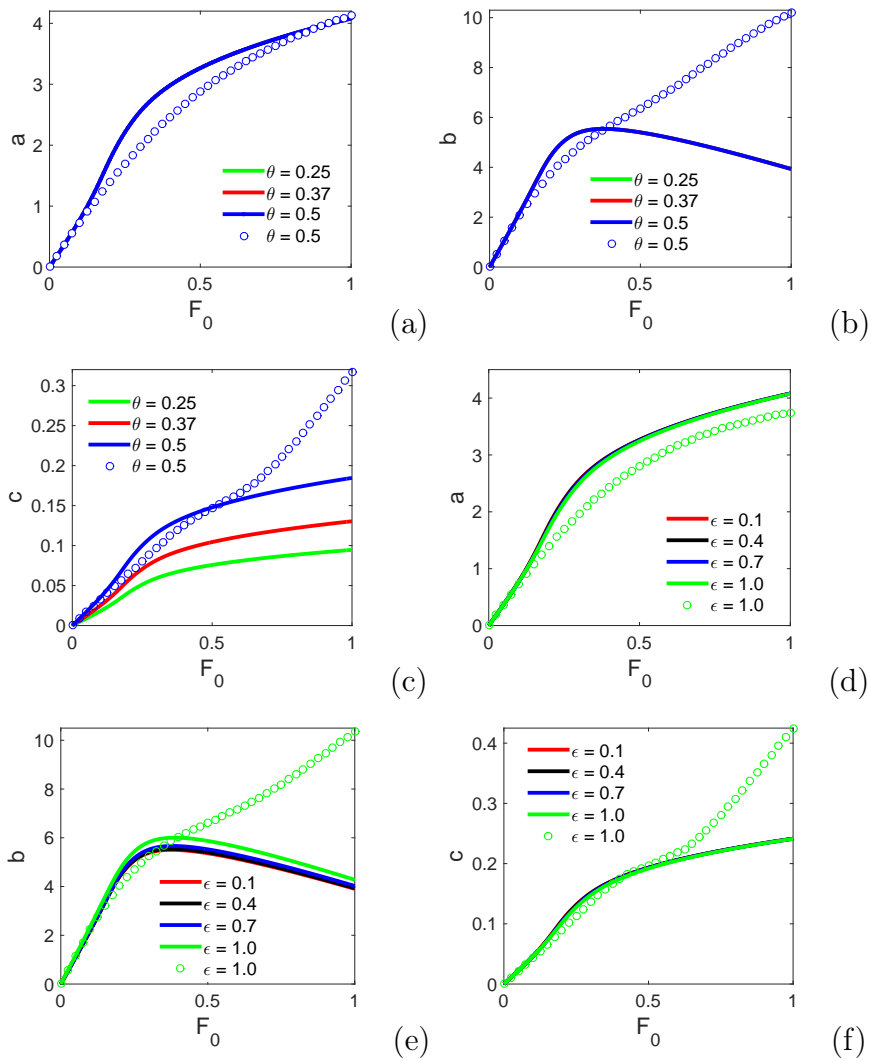 4
3
2
1
0
a
θ = 0.25
θ = 0.37
θ = 0.5
θ = 0.5
0
0.5
1
F0
(a)
10
8
6
4
2
0
b
θ = 0.25
θ = 0.37
θ = 0.5
θ = 0.5
0
0.5
1
F0
(b)
0.3
0.25
0.2
0.15
0.1
0.05
0
c
θ = 0.25
θ = 0.37
θ = 0.5
θ = 0.5
0
0.5
1
F0
(c)
4
3
2
1
0
a
ϵ = 0.1
ϵ = 0.4
ϵ = 0.7
ϵ = 1.0
ϵ = 1.0
0
0.5
1
F0
(d)
10
8
6
4
2
0
b
ϵ = 0.1
ϵ = 0.4
ϵ = 0.7
ϵ = 1.0
ϵ = 1.0
0
0.5
1
F0
(e)
0.4
0.3
0.2
0.1
0
c
ϵ = 0.1
ϵ = 0.4
ϵ = 0.7
ϵ = 1.0
ϵ = 1.0
0
0.5
1
F0
(f)